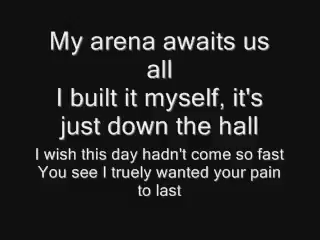 My arena awaits us
all
I built it myself, it's
just down the hall
I wish this day hadn't come so fast
You see I truely wanted your pain
to last